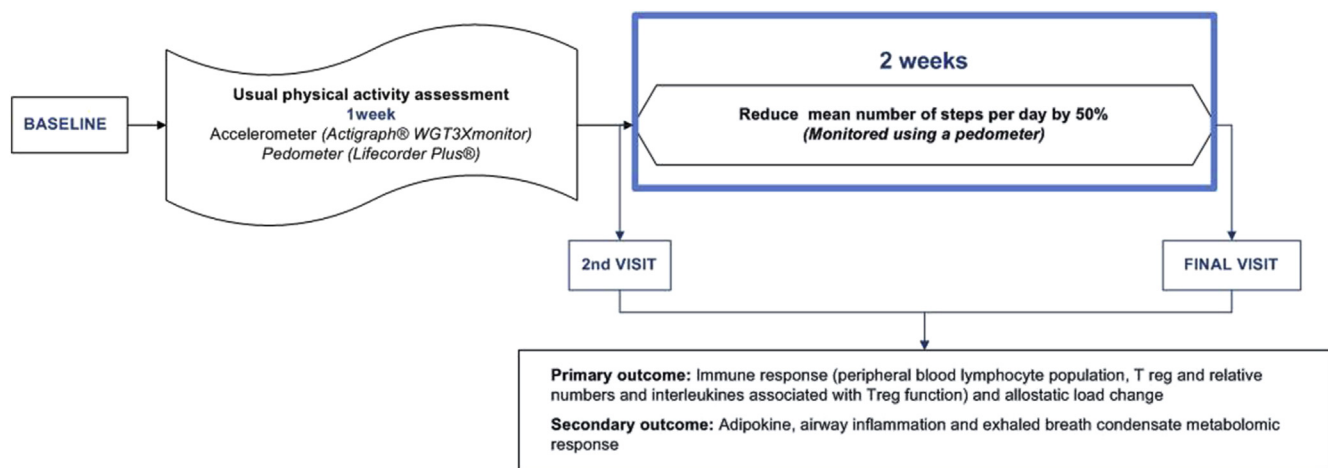 2 weeks
Usual physical activity assessment
1week
Accelerometer (Actigraph® WGT3Xmonitor)
Pedometer (Lifecorder Plus®)
BASELINE
Reduce mean number of steps per day by 50%
(Monitored using a pedometer)
2nd VISIT
FINAL VISIT
Primary outcome: Immune response (peripheral blood lymphocyte population, T reg and relative
numbers and interleukines associated with Treg function) and allostatic load change
Secondary outcome: Adipokine, airway inflammation and exhaled breath condensate metabolomic
response